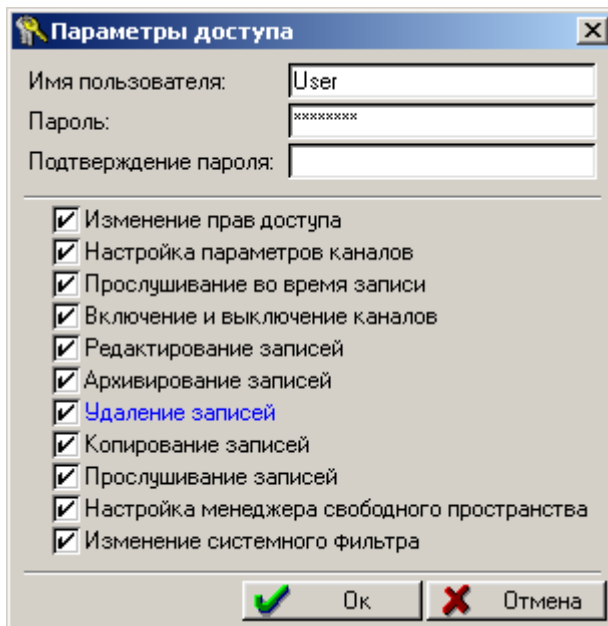 Параметры доступа
Имя пользователя: User
Пароль: ********
Подтверждение пароля:
Изменение прав доступа
Настройка параметров каналов
Прослушивание во время записи
Включение и выключение каналов
Редактирование записей
Архивирование записей
Удаление записей
Копирование записей
Прослушивание записей
Настройка менеджера свободного пространства
Изменение системного фильтра
Ок Отмена